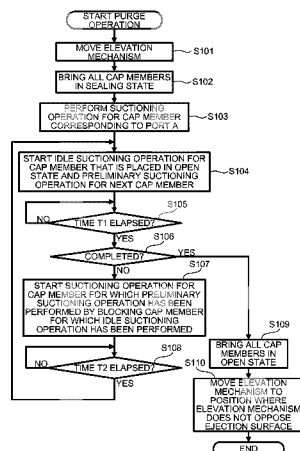 START PURGE
OPERATION
MOVE ELEVATION
MECHANISM
S101
BRING ALL CAP MEMBERS
IN SEALING STATE
S102
PERFORM SUCTIONING
OPERATION FOR CAP MEMBER
CORRESPONDING TO PORT A
S103
START IDLE SUCTIONING OPERATION FOR
CAP MEMBER THAT IS PLACED IN OPEN
STATE AND PRELIMINARY SUCTIONING
OPERATION FOR NEXT CAP MEMBER
S104
S105
TIME T1 ELAPSED?
NO
YES
S106
COMPLETED?
YES
NO
S107
START SUCTIONING OPERATION FOR
CAP MEMBER FOR WHICH PRELIMINARY
SUCTIONING OPERATION HAS BEEN
PERFORMED BY BLOCKING CAP MEMBER
FOR WHICH IDLE SUCTIONING
OPERATION HAS BEEN PERFORMED
S108
TIME T2 ELAPSED?
NO
YES
S109
BRING ALL CAP
MEMBERS IN
OPEN STATE
S110
MOVE ELEVATION
MECHANISM TO
POSITION WHERE
ELEVATION MECHANISM
DOES NOT OPPOSE
EJECTION SURFACE
END